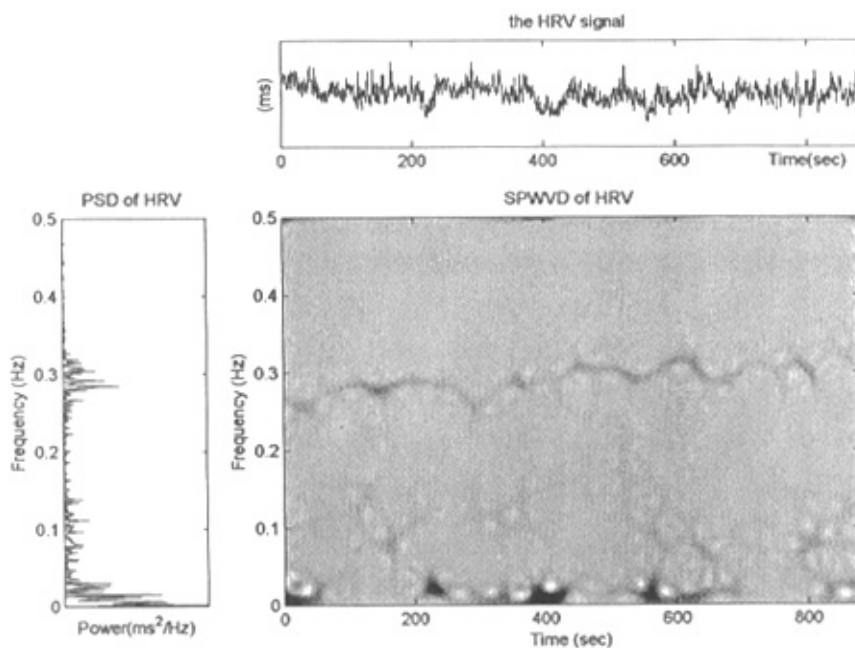 the HRV signal
(ms)
0 200 400 600 Time(sec)
PSD of HRV
0.5
0.4
0.3
0.2
0.1
0
Frequency (Hz)
Power(ms²/Hz)
SPWVD of HRV
0.5
0.4
0.3
0.2
0.1
0
Frequency (Hz)
0 200 400 600 800
Time (sec)